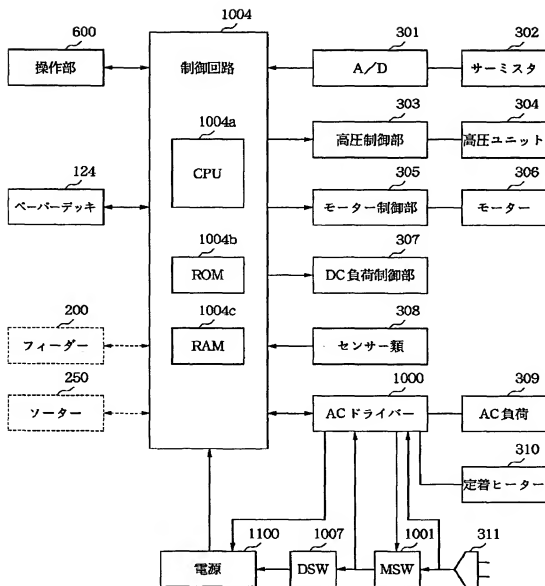 600
操作部
1004
制御回路
301
A/D
302
サーミスタ
303
高圧制御部
304
高圧ユニット
1004a
CPU
124
ペーパーデッキ
305
モーター制御部
306
モーター
1004b
ROM
307
DC負荷制御部
200
フィーダー
1004c
RAM
308
センサー類
250
ソーター
1000
ACドライバー
309
AC負荷
310
定着ヒーター
1100
電源
1007
DSW
1001
MSW
311